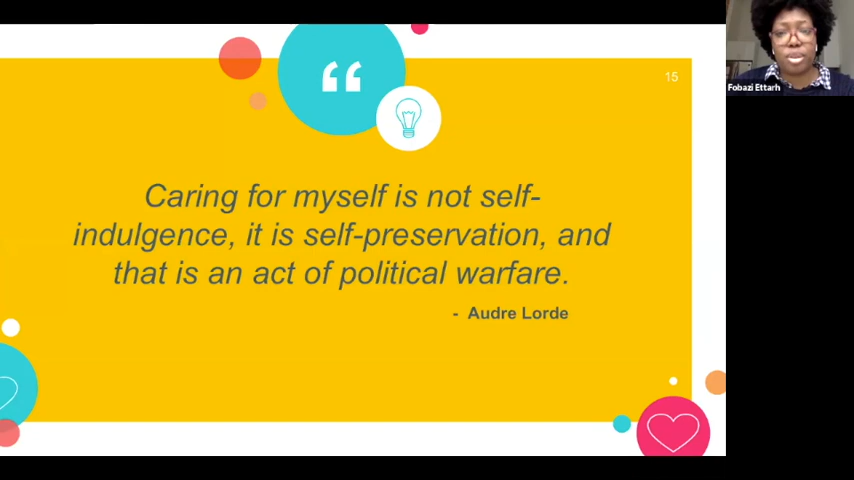 “
15
Fobazi Ettarh
Caring for myself is not self-
indulgence, it is self-preservation, and
that is an act of political warfare.
- Audre Lorde